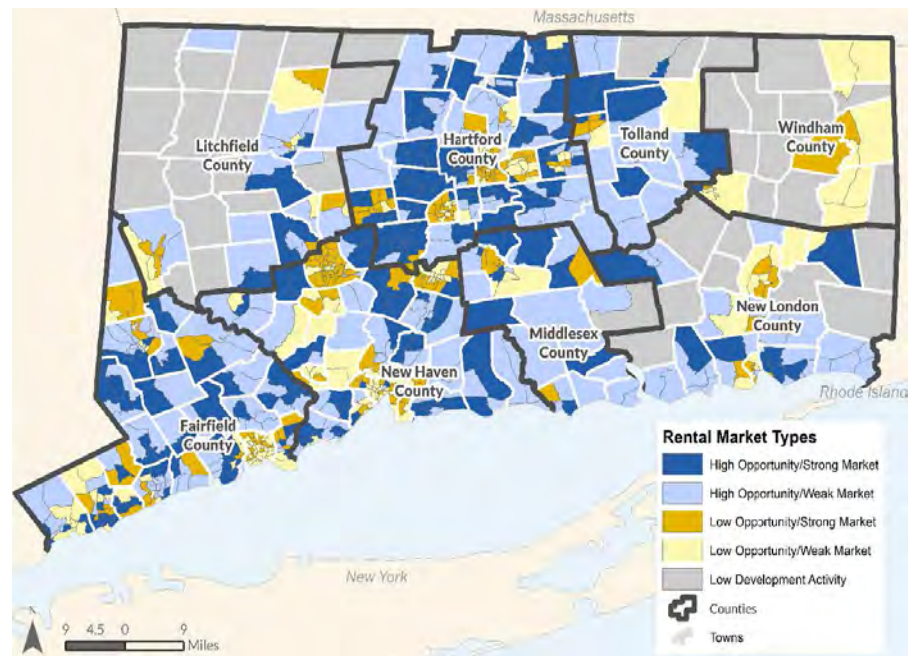 Massachusetts
Litchfield
County
Hartford
County
Tolland
County
Windham
County
New London
County
Middlesex
County
New Haven
County
Fairfield
County
Rhode Island
New York
Rental Market Types
High Opportunity/Strong Market
High Opportunity/Weak Market
Low Opportunity/Strong Market
Low Opportunity/Weak Market
Low Development Activity
Counties
Towns
N
9 4.5 0 9
Miles